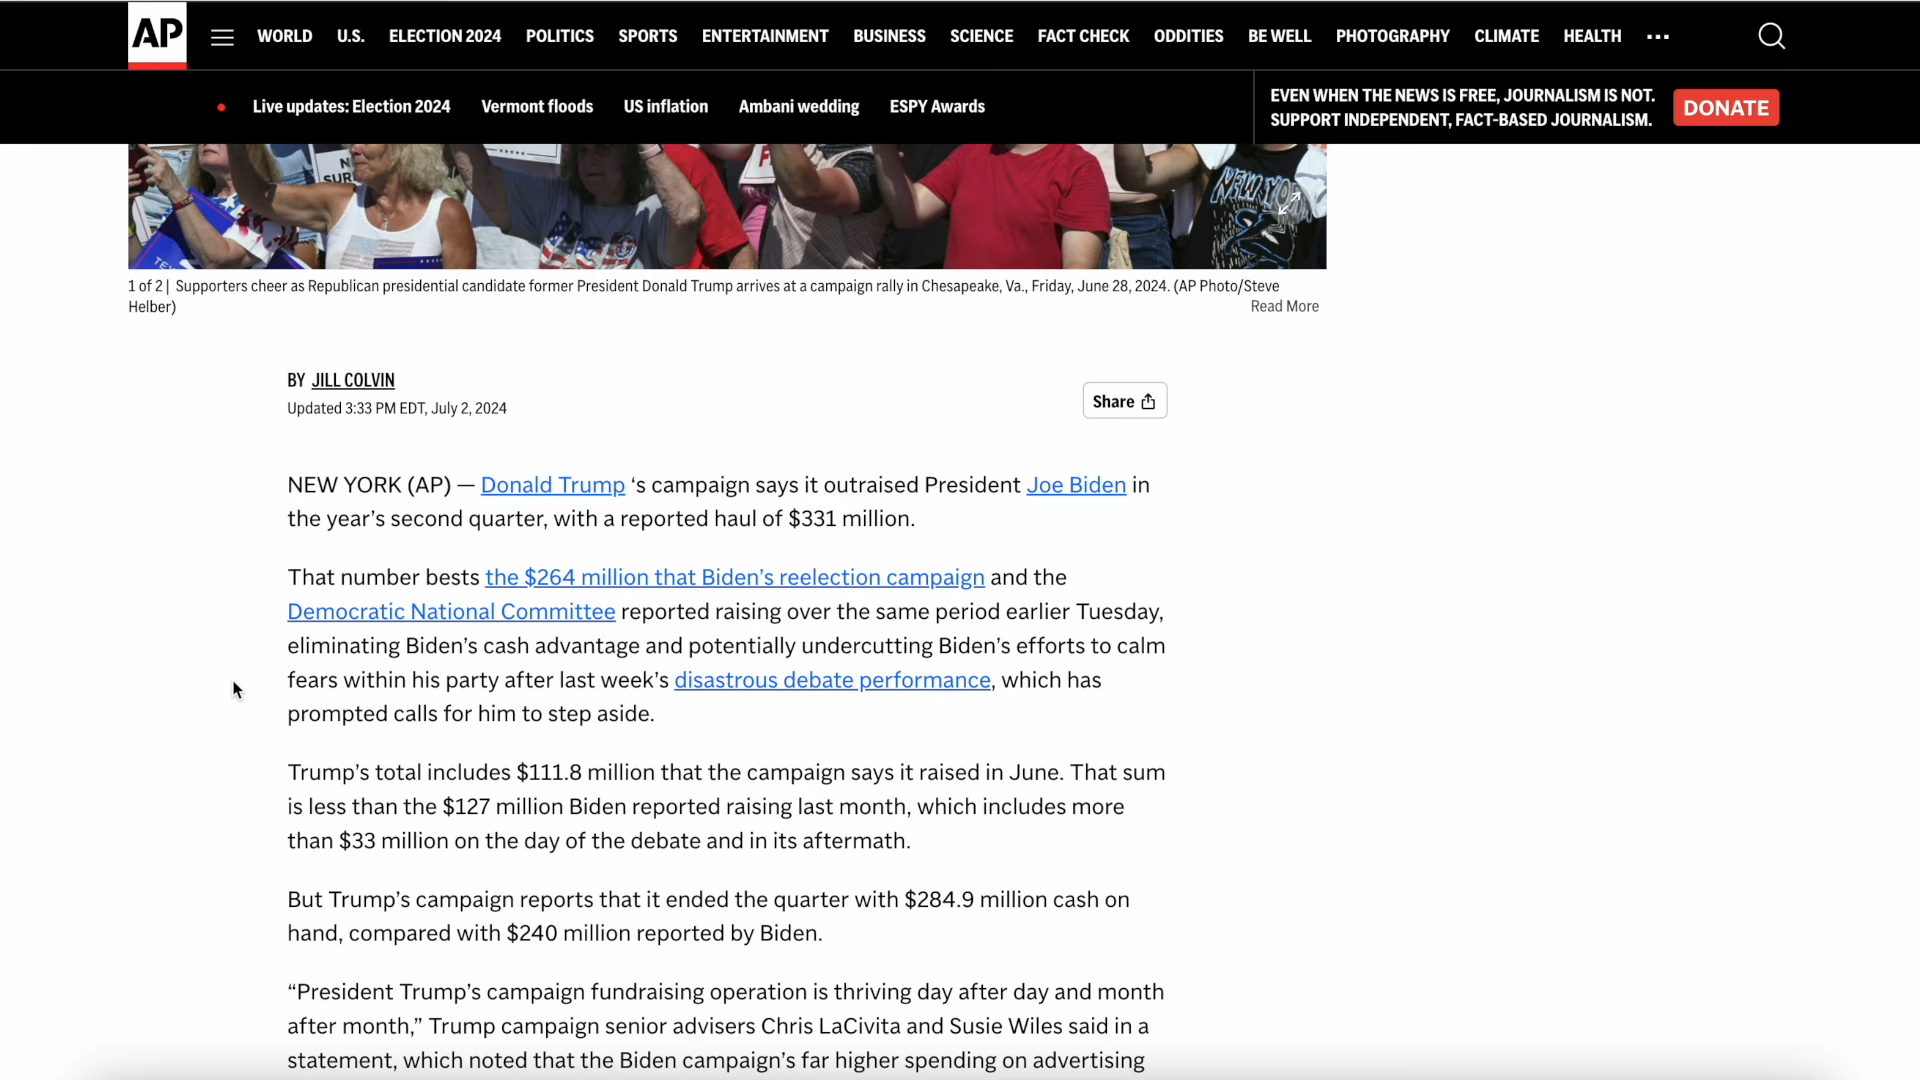 AP
WORLD U.S. ELECTION 2024 POLITICS SPORTS ENTERTAINMENT BUSINESS SCIENCE FACT CHECK ODDITIES BE WELL PHOTOGRAPHY CLIMATE HEALTH
Live updates: Election 2024 Vermont floods US inflation Ambani wedding ESPY Awards
EVEN WHEN THE NEWS IS FREE, JOURNALISM IS NOT.
SUPPORT INDEPENDENT, FACT-BASED JOURNALISM.
DONATE
1 of 2 | Supporters cheer as Republican presidential candidate former President Donald Trump arrives at a campaign rally in Chesapeake, Va., Friday, June 28, 2024. (AP Photo/Steve
Helber)
Read More
BY JILL COLVIN
Updated 3:33 PM EDT, July 2, 2024
Share
NEW YORK (AP) — Donald Trump ‘s campaign says it outraised President Joe Biden in
the year’s second quarter, with a reported haul of $331 million.
That number bests the $264 million that Biden’s reelection campaign and the
Democratic National Committee reported raising over the same period earlier Tuesday,
eliminating Biden’s cash advantage and potentially undercutting Biden’s efforts to calm
fears within his party after last week’s disastrous debate performance, which has
prompted calls for him to step aside.
Trump’s total includes $111.8 million that the campaign says it raised in June. That sum
is less than the $127 million Biden reported raising last month, which includes more
than $33 million on the day of the debate and in its aftermath.
But Trump’s campaign reports that it ended the quarter with $284.9 million cash on
hand, compared with $240 million reported by Biden.
“President Trump’s campaign fundraising operation is thriving day after day and month
after month,” Trump campaign senior advisers Chris LaCivita and Susie Wiles said in a
statement, which noted that the Biden campaign’s far higher spending on advertising